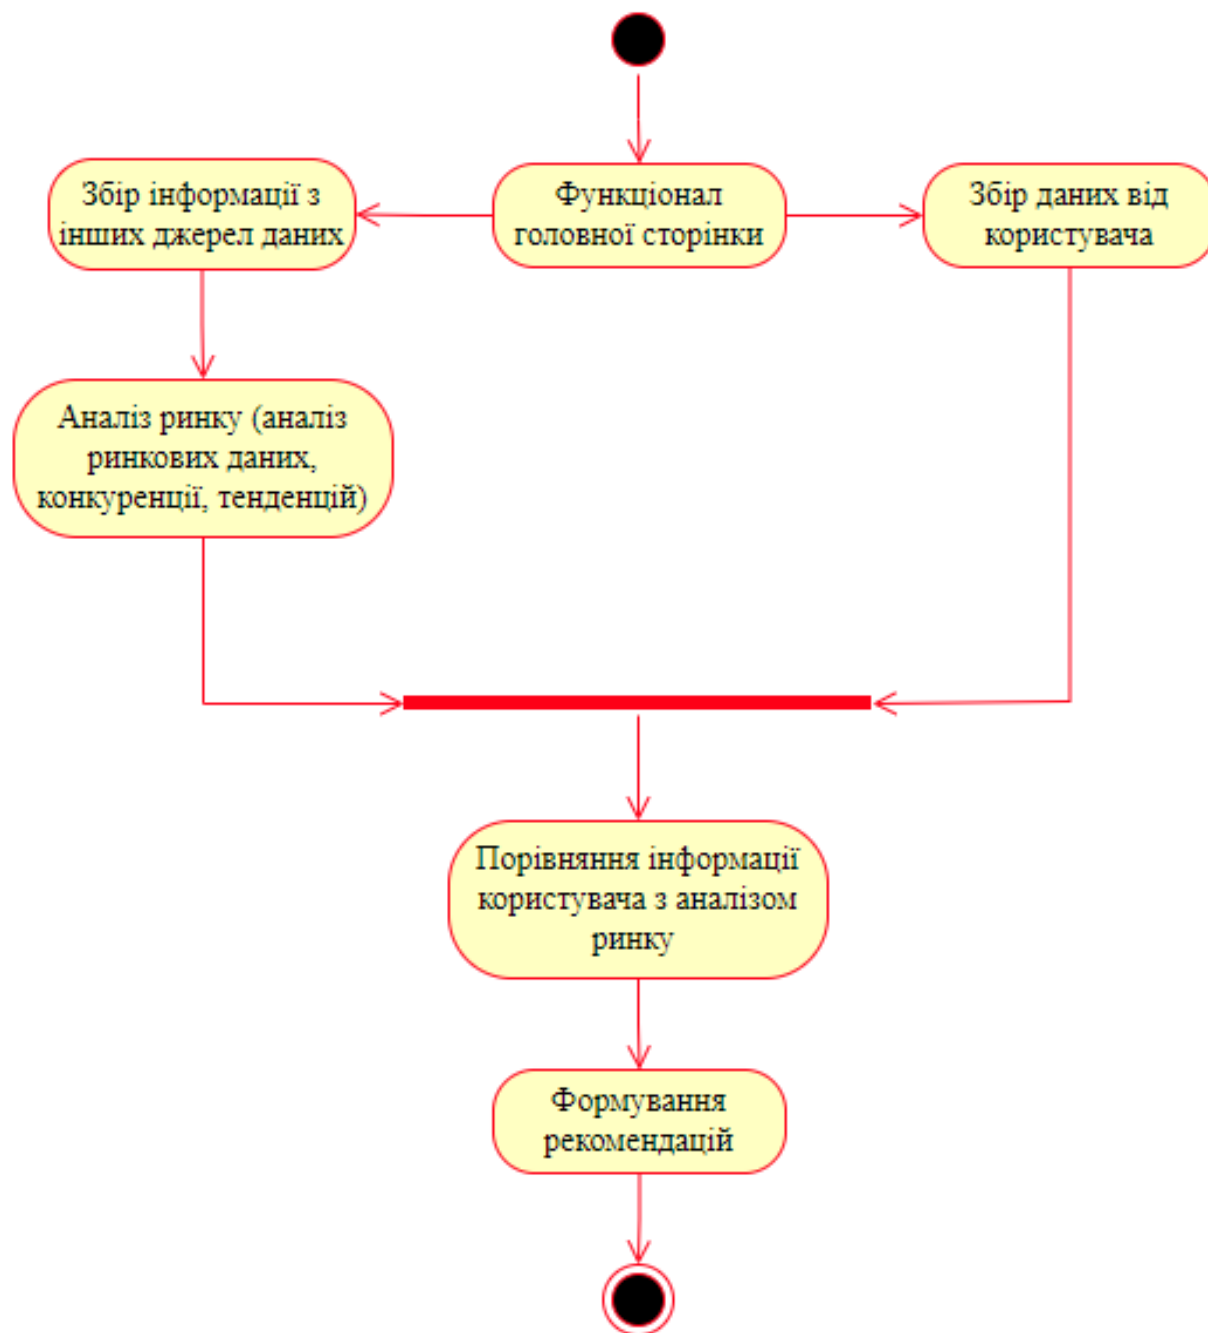 Збір інформації з
інших джерел даних
Функціонал
головної сторінки
Збір даних від
користувача
Аналіз ринку (аналіз
ринкових даних,
конкуренції, тенденцій)
Порівняння інформації
користувача з аналізом
ринку
Формування
рекомендацій